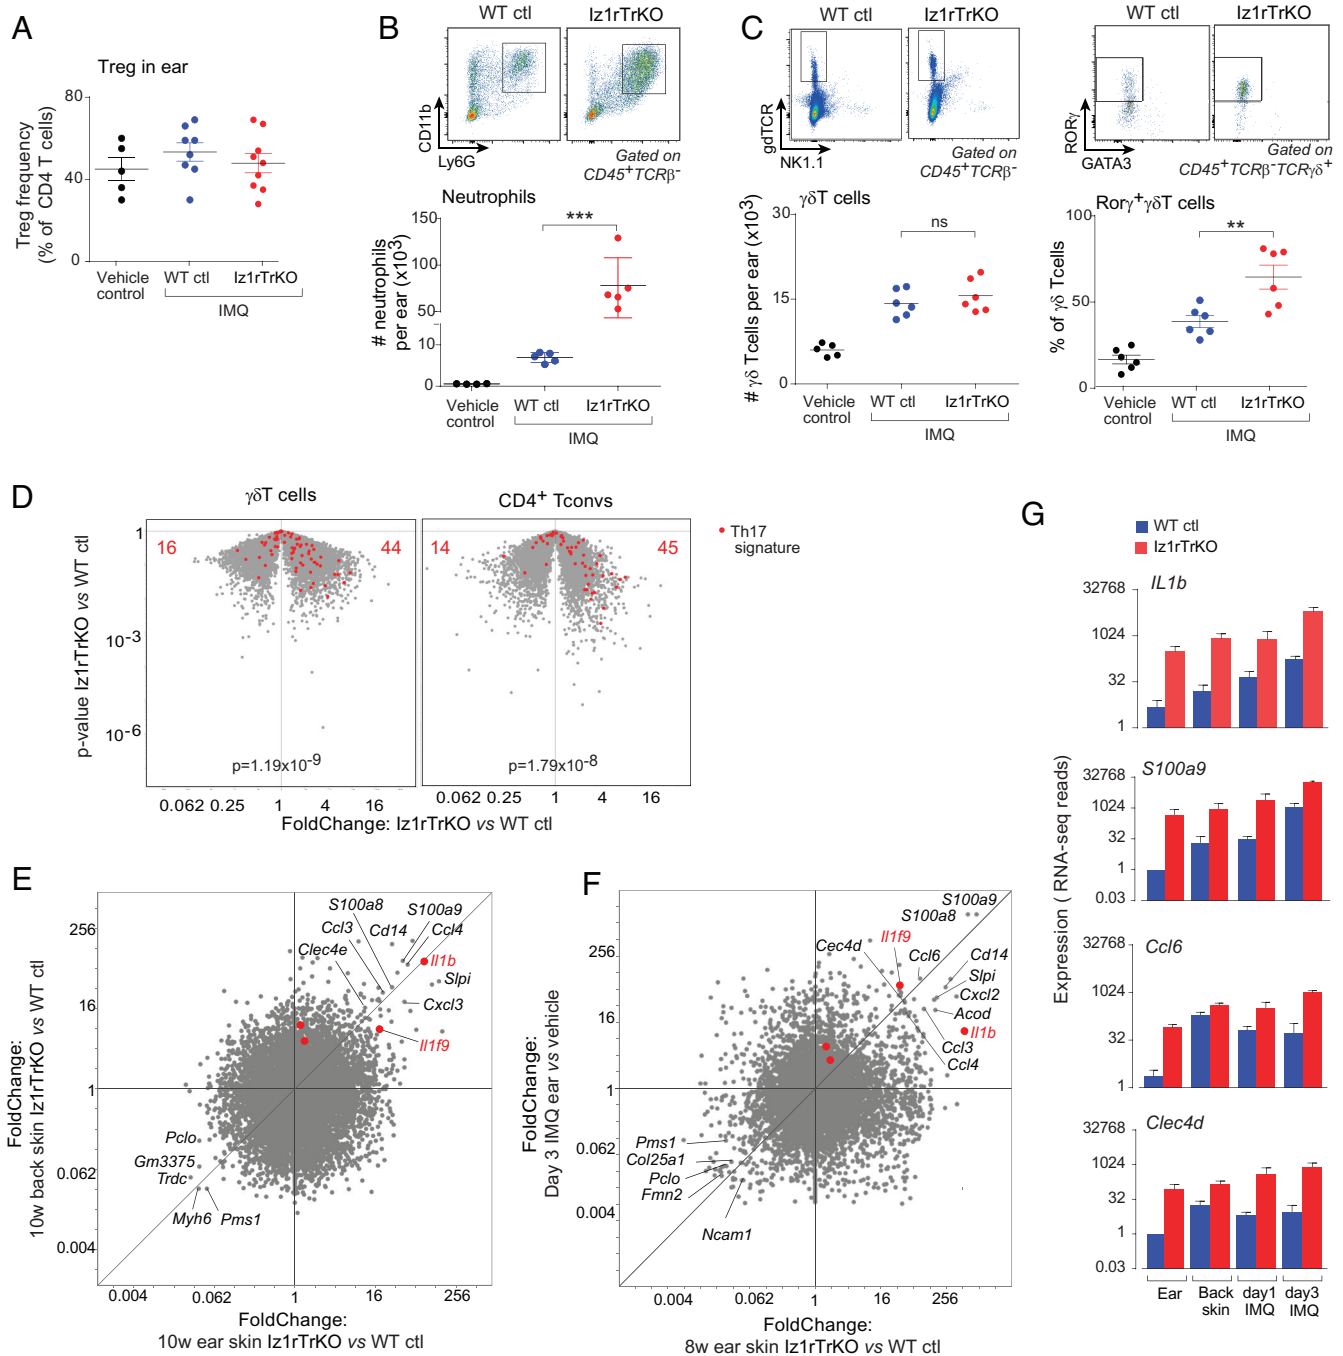 A
Treg in ear
Treg frequency
(% of CD4 T cells)
80
40
0
Vehicle
control
WT ctl
Iz1rTrKO
IMQ
B
WT ctl
Iz1rTrKO
CD11b
Ly6G
Gated on
CD45+TCRβ-
Neutrophils
# neutrophils
per ear (x10³)
150
100
50
10
0
***
Vehicle
control
WT ctl
Iz1rTrKO
IMQ
C
WT ctl
Iz1rTrKO
gdTCR
NK1.1
Gated on
CD45+TCRβ-
WT ctl
Iz1rTrKO
RORγ
GATA3
Gated on
CD45+TCRβ-TCRγδ+
γδT cells
# γδ Tcells per ear (x10³)
30
15
0
ns
Vehicle
control
WT ctl
Iz1rTrKO
IMQ
Rorγ+γδT cells
% of γδ Tcells
100
50
0
**
Vehicle
control
WT ctl
Iz1rTrKO
IMQ
D
γδT cells
CD4+ Tconvs
Th17
signature
p-value Iz1rTrKO vs WT ctl
1
10-3
10-6
16
44
14
45
p=1.19x10-9
p=1.79x10-8
0.062 0.25 1 4 16
0.062 0.25 1 4 16
FoldChange: Iz1rTrKO vs WT ctl
E
FoldChange:
10w back skin Iz1rTrKO vs WT ctl
256
16
1
0.062
0.004
S100a8
S100a9
Ccl3
Cd14
Ccl4
Clec4e
Il1b
Slpi
Cxcl3
Il1f9
Pclo
Gm3375
Trdc
Myh6
Pms1
0.004 0.062 1 16 256
FoldChange:
10w ear skin Iz1rTrKO vs WT ctl
F
FoldChange:
Day 3 IMQ ear vs vehicle
256
16
1
0.062
0.004
S100a9
S100a8
Il1f9
Cec4d
Ccl6
Cd14
Slpi
Cxcl2
Acod
Il1b
Ccl3
Ccl4
Pms1
Col25a1
Pclo
Fmn2
Ncam1
0.004 0.062 1 16 256
FoldChange:
8w ear skin Iz1rTrKO vs WT ctl
G
WT ctl
Iz1rTrKO
Expression ( RNA-seq reads)
IL1b
32768
1024
32
1
S100a9
32768
1024
32
1
0.03
Ccl6
32768
1024
32
1
Clec4d
32768
1024
32
1
0.03
Ear
Back
skin
day1
IMQ
day3
IMQ